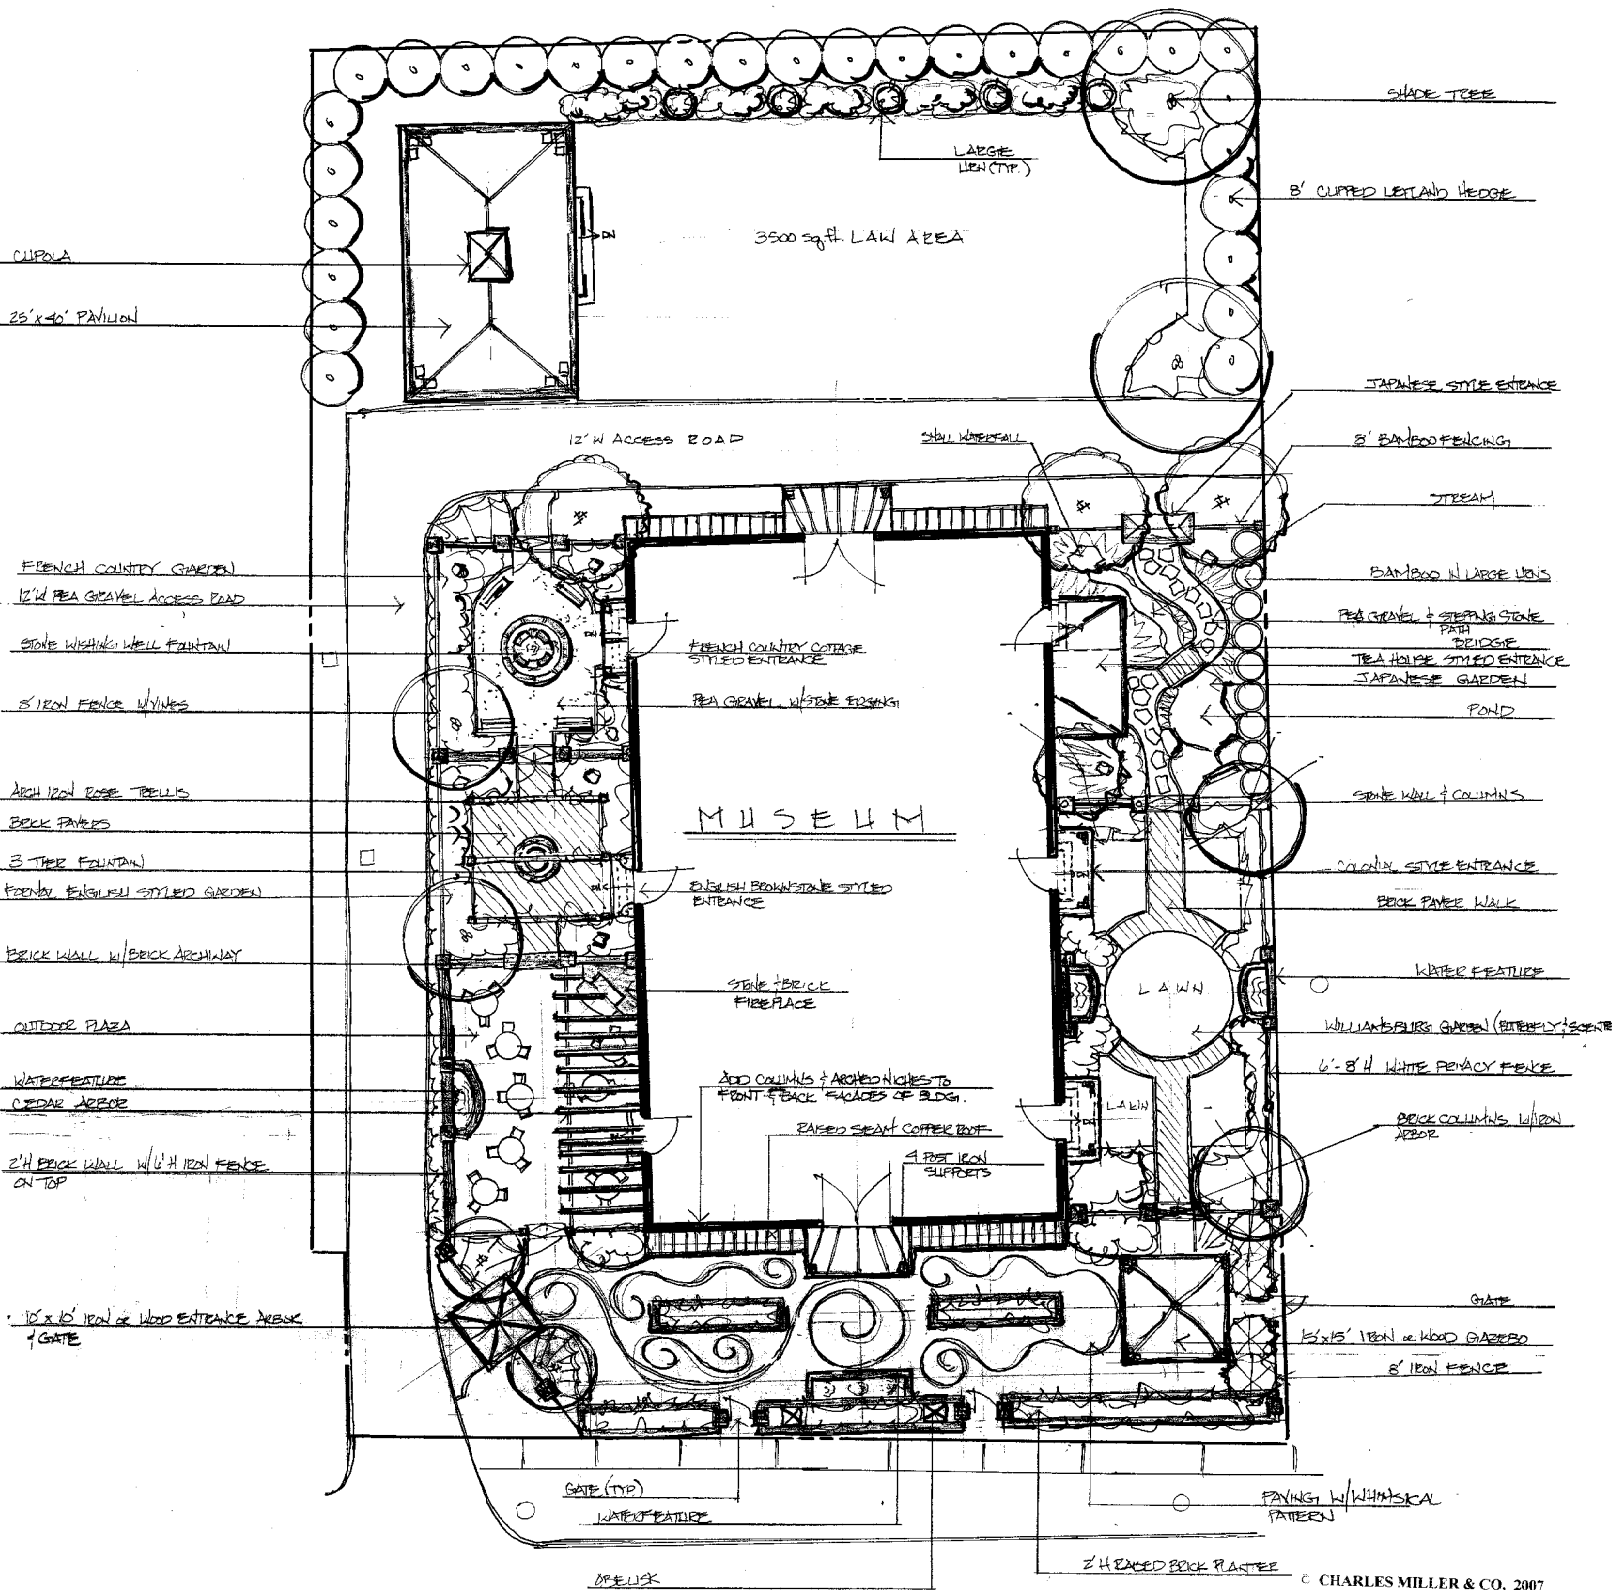 SHADE TREE
LARGE
URN (TYP.)
8' CLIPPED LEYLAND HEDGE
3500 sq.ft. LAWN AREA
CUPOLA
25' x 40' PAVILION
JAPANESE STYLE ENTRANCE
12' W ACCESS ROAD
SMALL WATERFALL
8' BAMBOO FENCING
STREAM
FRENCH COUNTRY GARDEN
BAMBOO IN LARGE URNS
12' W PEA GRAVEL ACCESS ROAD
PEA GRAVEL & STEPPING STONE
PATH
STONE WISHING WELL FOUNTAIN
FRENCH COUNTRY COTTAGE
STYLED ENTRANCE
BRIDGE
TEA HOUSE STYLED ENTRANCE
JAPANESE GARDEN
8' IRON FENCE W/VINES
PEA GRAVEL W/STONE EDGING
POND
ARCH IRON ROSE TRELLIS
STONE WALL & COLUMNS
BRICK PAVERS
MUSEUM
3 TIER FOUNTAIN
COLONIAL STYLE ENTRANCE
FORMAL ENGLISH STYLED GARDEN
ENGLISH BROWNSTONE STYLED
ENTRANCE
BRICK PAVER WALK
BRICK WALL W/BRICK ARCHWAY
STONE & BRICK
FIREPLACE
LAWN
WATER FEATURE
OUTDOOR PLAZA
WILLIAMSBURG GARDEN (BUTTERFLY &
WATERFEATURE
ADD COLUMNS & ARCHED NICHES TO
FRONT & BACK FACADES OF BLDG.
6'-8' H WHITE PRIVACY FENCE
CEDAR ARBOR
LAWN
BRICK COLUMNS W/IRON
ARBOR
RAISED SEAM COPPER ROOF
2' H BRICK WALL W/6' H IRON FENCE
ON TOP
4 POST IRON
SUPPORTS
10' x 10' IRON or WOOD ENTRANCE ARBOR
& GATE
GATE
15'x15' IRON or WOOD GAZEBO
8' IRON FENCE
GATE (TYP)
WATERFEATURE
PAVING W/WHIMSICAL
PATTERN
2' H RAISED BRICK PLANTER
OBELISK
© CHARLES MILLER & CO. 2007